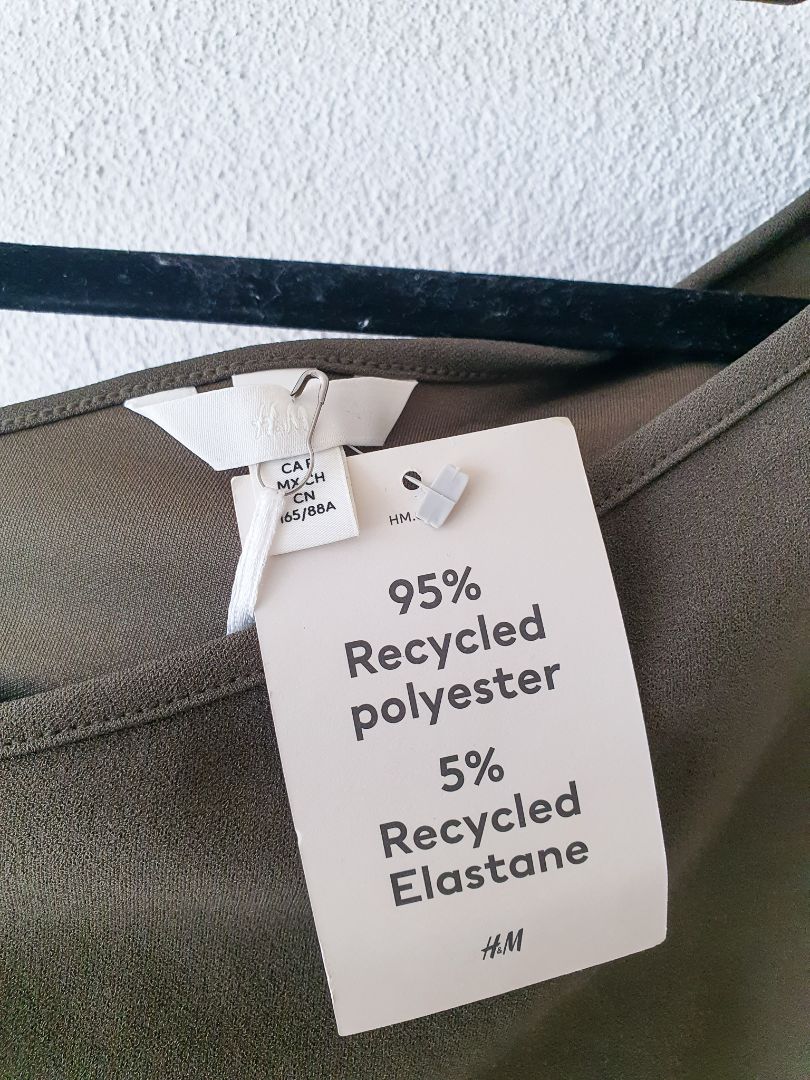 H&M
CA
MX CH
CN
165/88A
95%
Recycled
polyester
5%
Recycled
Elastane
H&M